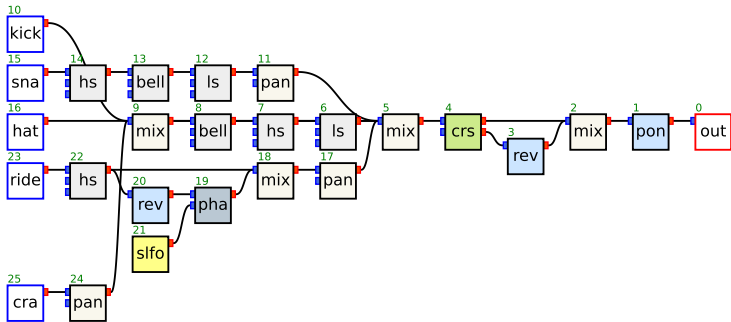 10
kick
15 14 13 12 11
sna hs bell ls pan
16 9 8 7 6 5 4 2 1 0
hat mix bell hs ls mix crs mix pon out
3
rev
23 22 18 17
ride hs mix pan
20 19
rev pha
21
slfo
25 24
cra pan